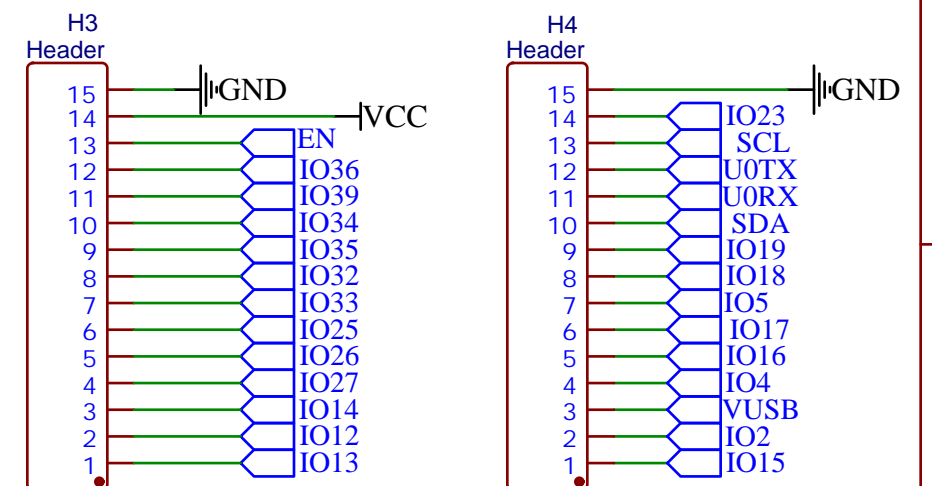 H3
Header
15 GND
14 VCC
13 EN
12 IO36
11 IO39
10 IO34
9 IO35
8 IO32
7 IO33
6 IO25
5 IO26
4 IO27
3 IO14
2 IO12
1 IO13
H4
Header
15 GND
14 IO23
13 SCL
12 U0TX
11 U0RX
10 SDA
9 IO19
8 IO18
7 IO5
6 IO17
5 IO16
4 IO4
3 VUSB
2 IO2
1 IO15